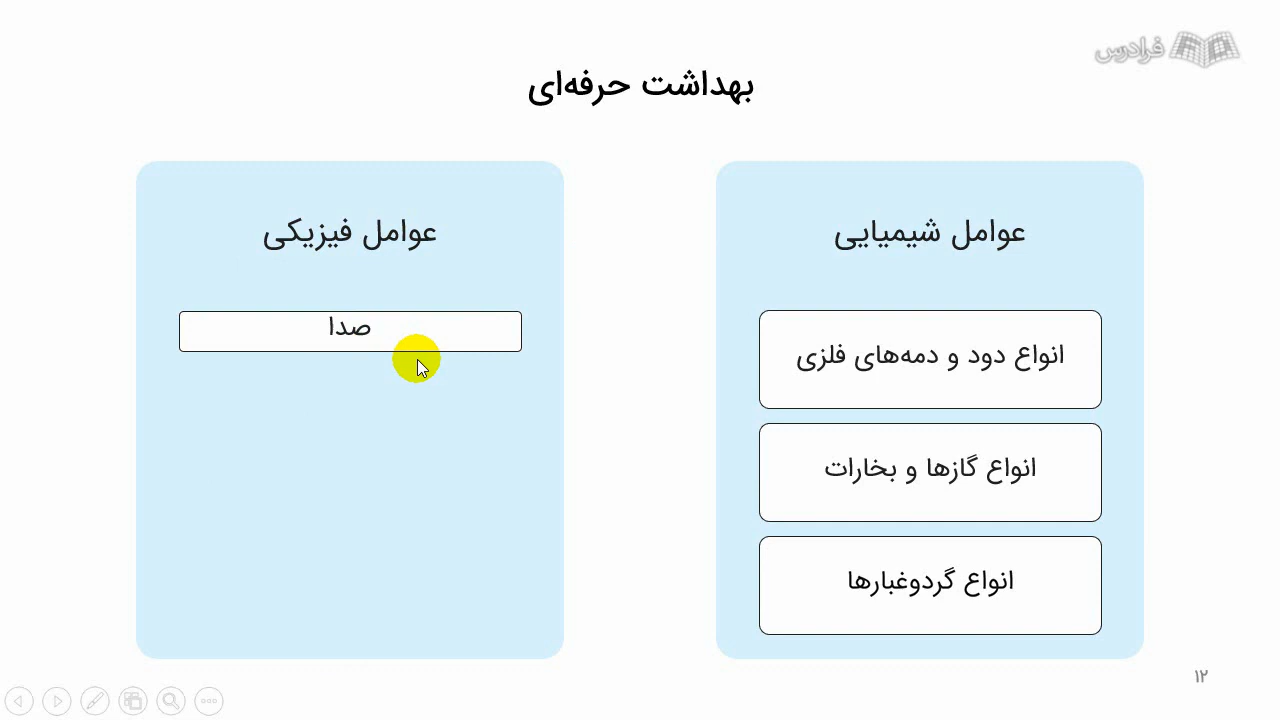 فرادرس
بهداشت حرفه‌ای
عوامل شیمیایی
انواع دود و دمه‌های فلزی
انواع گازها و بخارات
انواع گردوغبارها
عوامل فیزیکی
صدا
۱۲